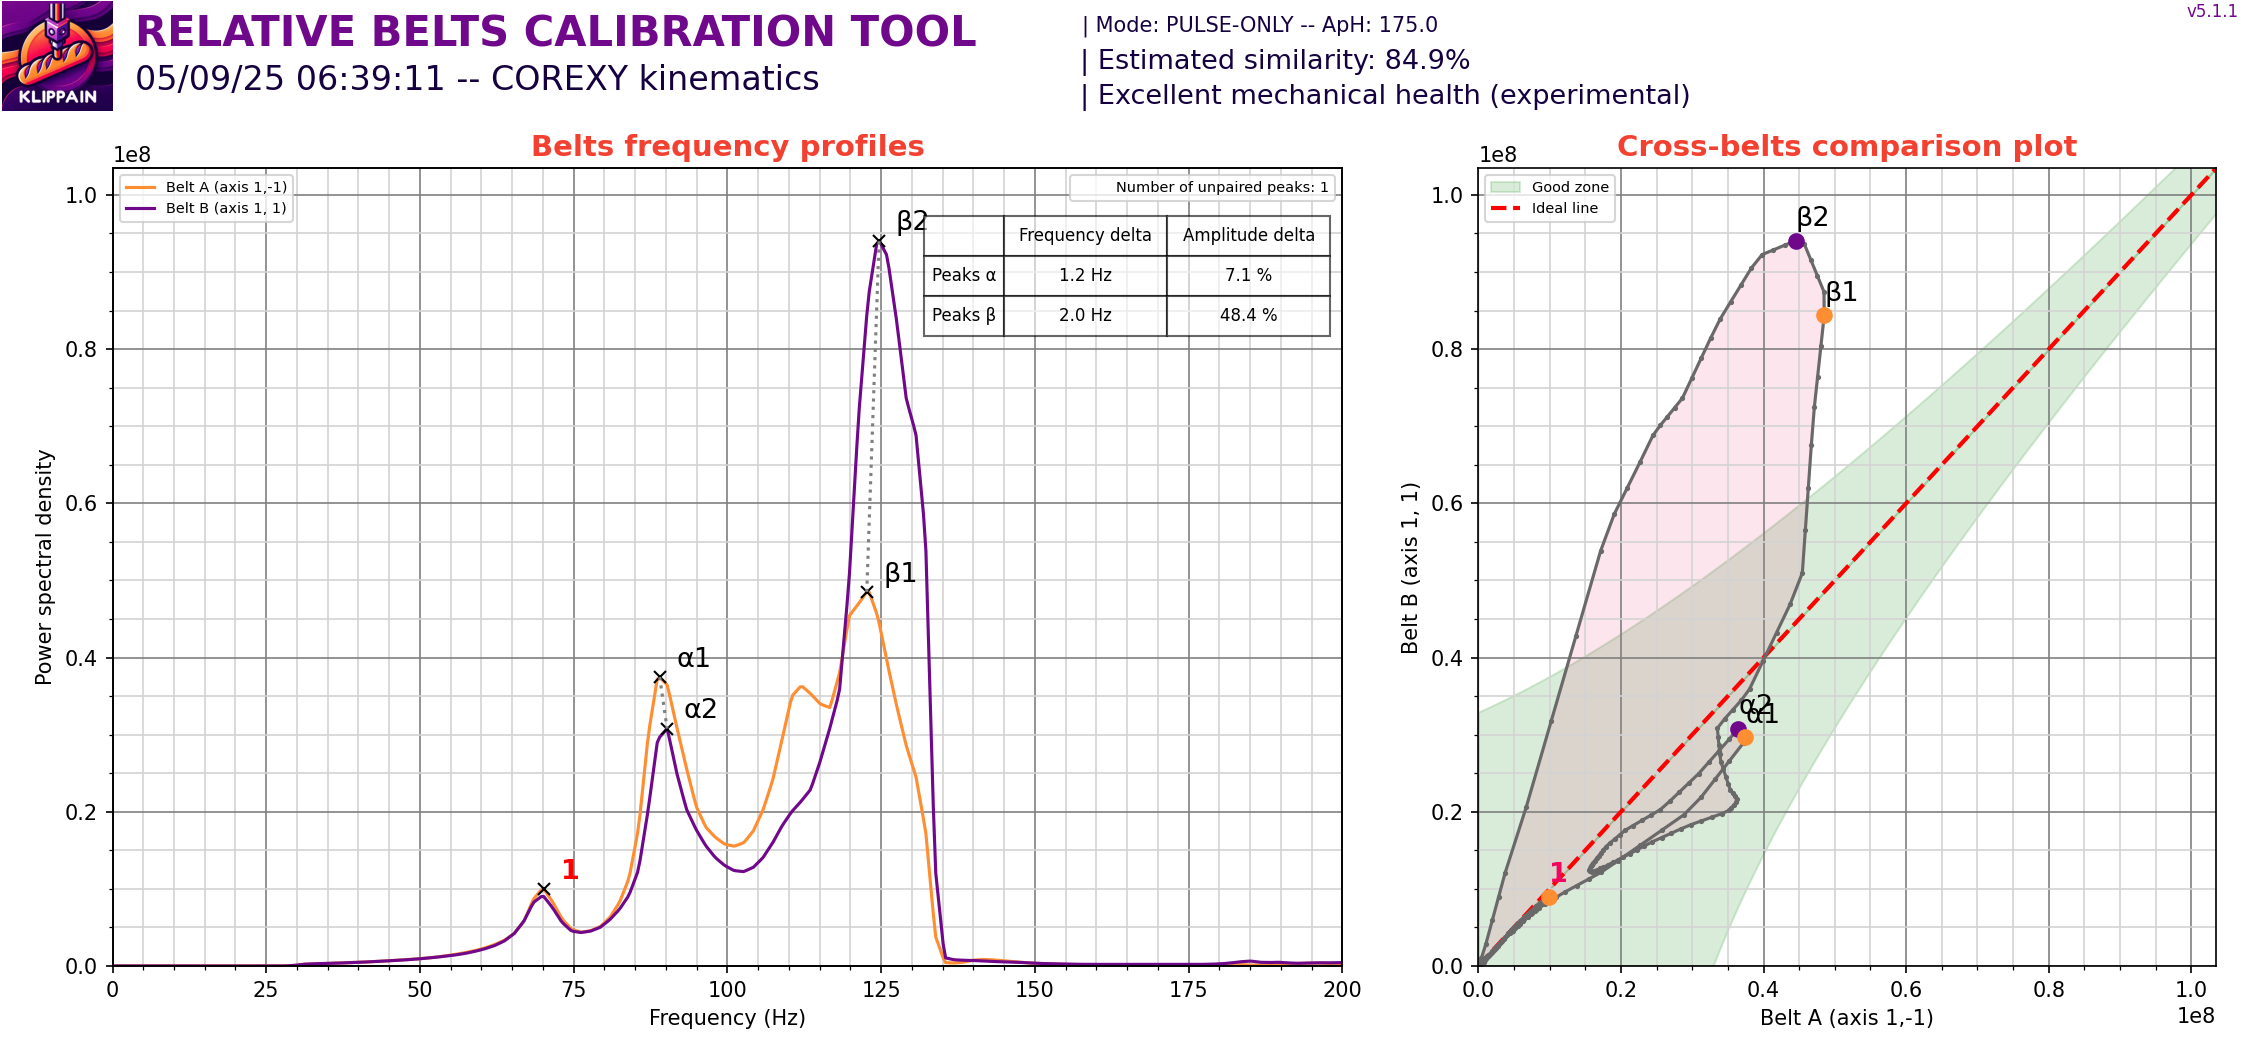 KLIPPAIN
RELATIVE BELTS CALIBRATION TOOL
05/09/25 06:39:11 -- COREXY kinematics
| Mode: PULSE-ONLY -- ApH: 175.0
| Estimated similarity: 84.9%
| Excellent mechanical health (experimental)
v5.1.1
Belts frequency profiles
1e8
Belt A (axis 1,-1)
Belt B (axis 1, 1)
Number of unpaired peaks: 1
Frequency delta Amplitude delta
Peaks α 1.2 Hz 7.1 %
Peaks β 2.0 Hz 48.4 %
β2
β1
α1
α2
1
1.0
0.8
0.6
0.4
0.2
0.0
Power spectral density
0 25 50 75 100 125 150 175 200
Frequency (Hz)
Cross-belts comparison plot
1e8
Good zone
Ideal line
β2
β1
α2
α1
1
1.0
0.8
0.6
0.4
0.2
0.0
Belt B (axis 1, 1)
0.0 0.2 0.4 0.6 0.8 1.0
1e8
Belt A (axis 1,-1)